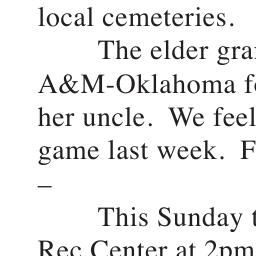 local cemeteries.
The elder
A&M-Oklahoma
her uncle.  We feel
game last week.
–
This Sunday
Rec Center at 2pm